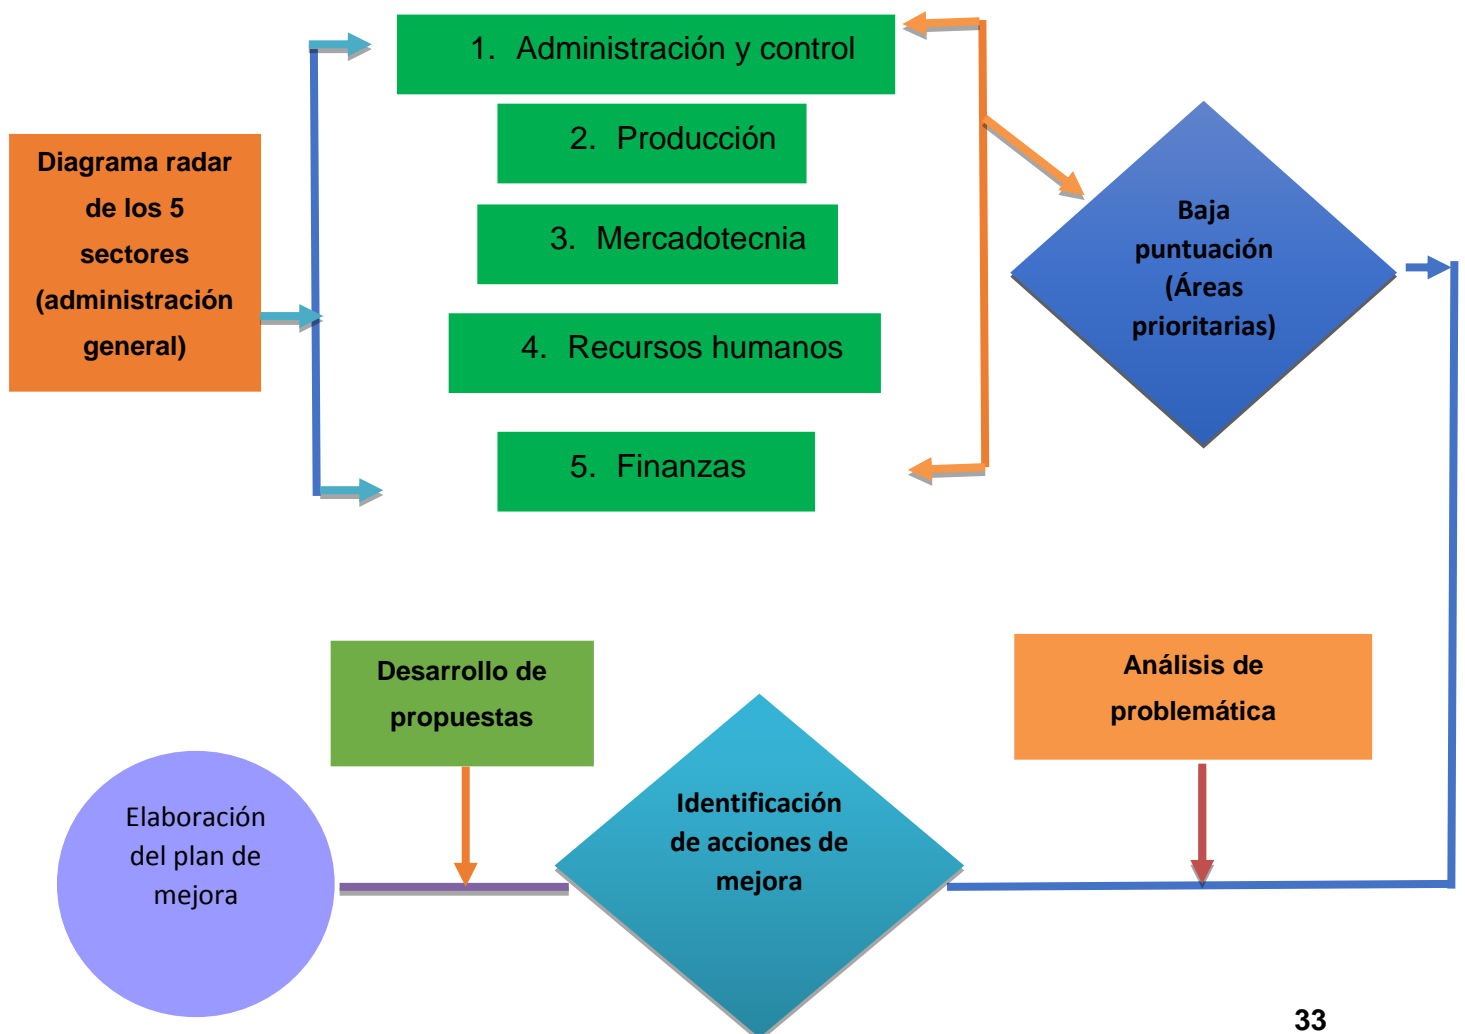 1. Administración y control
2. Producción
3. Mercadotecnia
4. Recursos humanos
5. Finanzas
Diagrama radar
de los 5
sectores
(administración
general)
Baja
puntuación
(Áreas
prioritarias)
Análisis de
problemática
Identificación
de acciones de
mejora
Desarrollo de
propuestas
Elaboración
del plan de
mejora
33